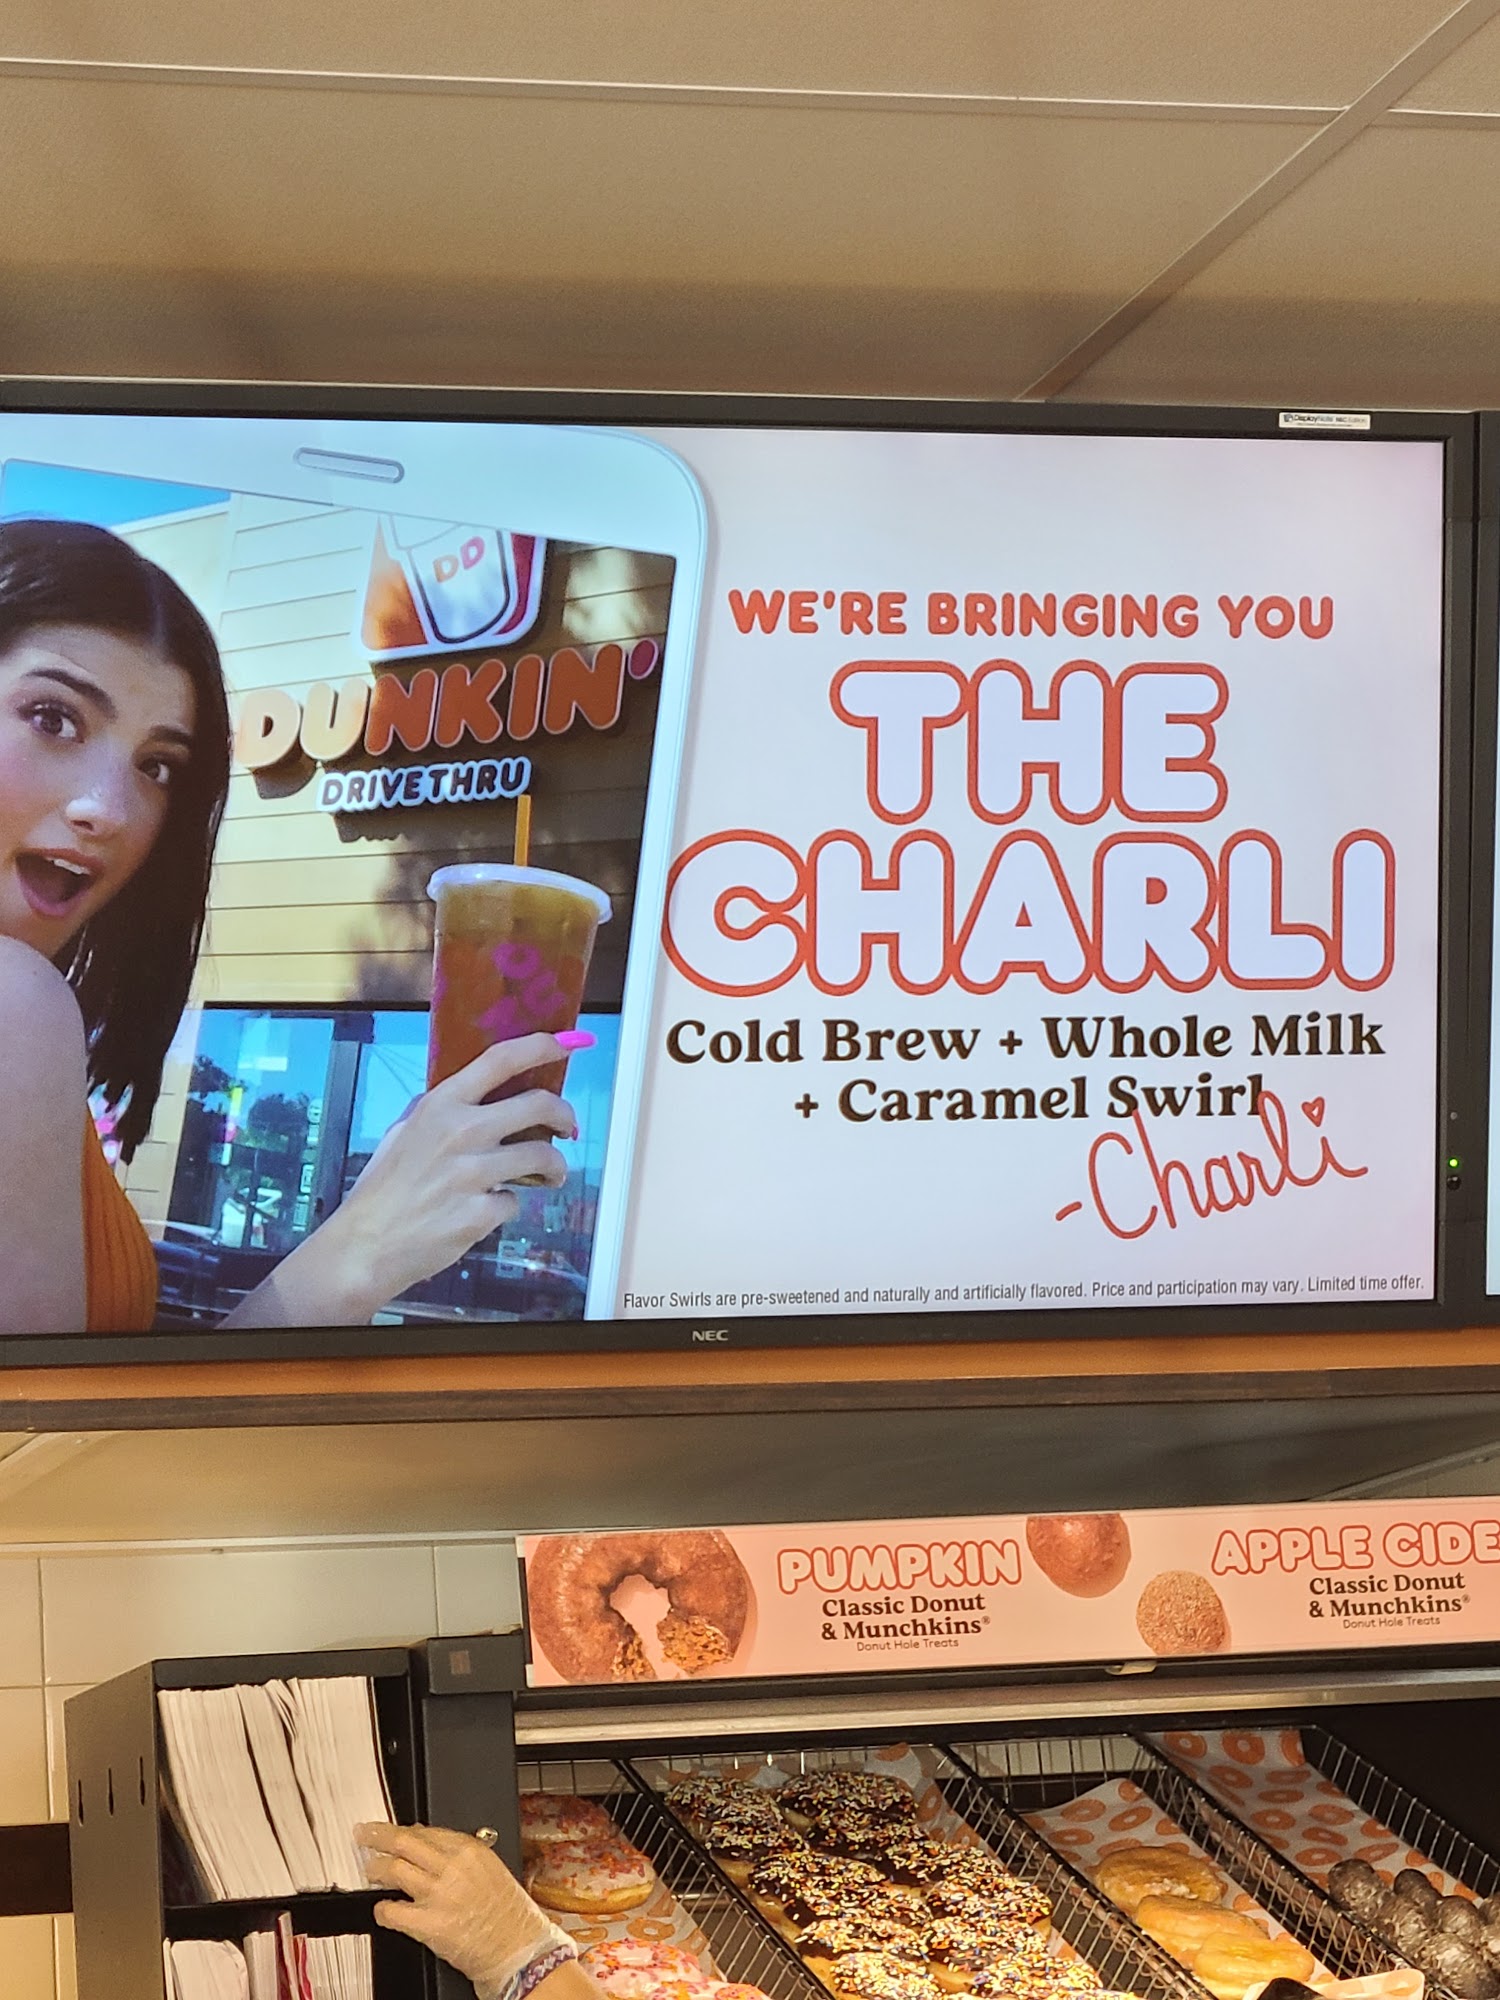 DD
DUNKIN'
DRIVE THRU
WE'RE BRINGING YOU
THE
CHARLI
Cold Brew + Whole Milk
+ Caramel Swirl
-Charli
Flavor Swirls are pre-sweetened and naturally and artificially flavored. Price and participation may vary. Limited time offer.
NEC
PUMPKIN
Classic Donut
& Munchkins®
Donut Hole Treats
APPLE CIDE
Classic Donut
& Munchkins®
Donut Hole Treats